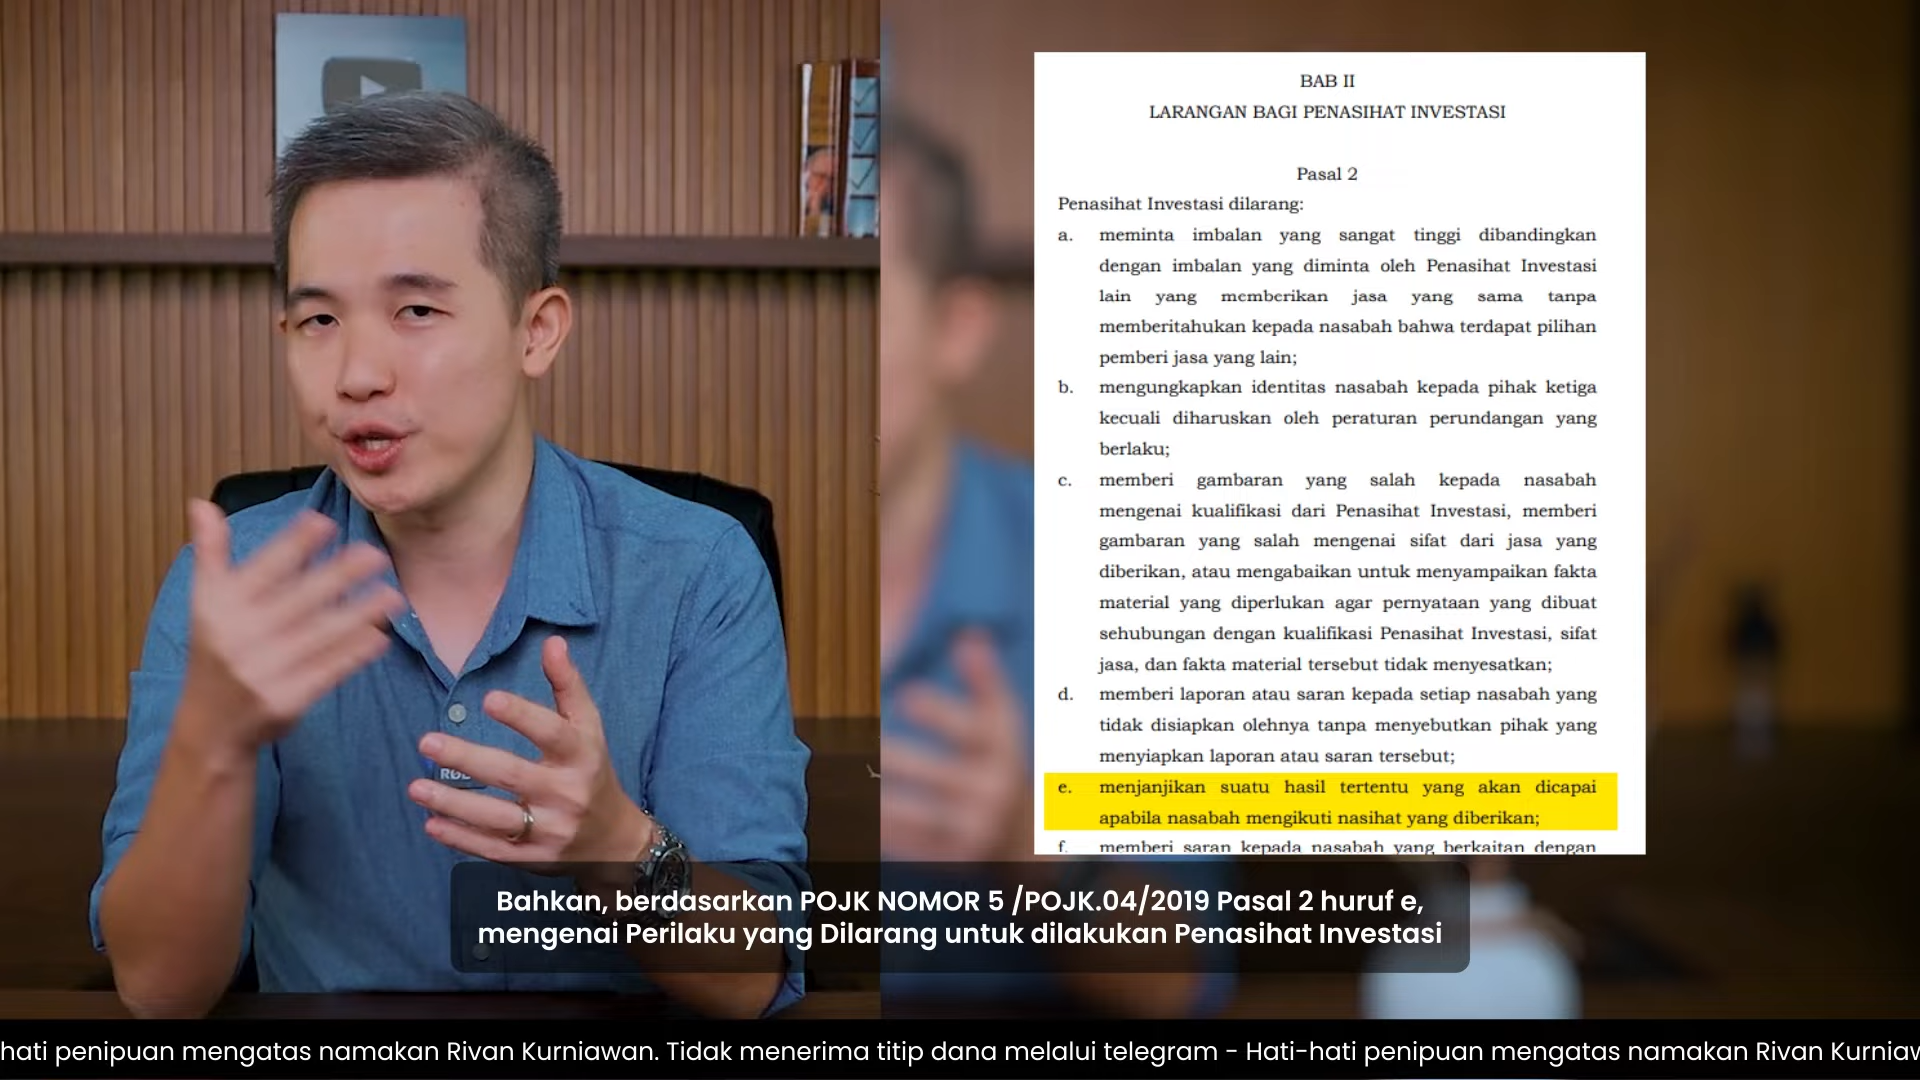 BAB II
LARANGAN BAGI PENASIHAT INVESTASI
Pasal 2
Penasihat Investasi dilarang:
a. meminta imbalan yang sangat tinggi dibandingkan
dengan imbalan yang diminta oleh Penasihat Investasi
lain yang memberikan jasa yang sama tanpa
memberitahukan kepada nasabah bahwa terdapat pilihan
pemberi jasa yang lain;
b. mengungkapkan identitas nasabah kepada pihak ketiga
kecuali diharuskan oleh peraturan perundangan yang
berlaku;
c. memberi gambaran yang salah kepada nasabah
mengenai kualifikasi dari Penasihat Investasi, memberi
gambaran yang salah mengenai sifat dari jasa yang
diberikan, atau mengabaikan untuk menyampaikan fakta
material yang diperlukan agar pernyataan yang dibuat
sehubungan dengan kualifikasi Penasihat Investasi, sifat
jasa, dan fakta material tersebut tidak menyesatkan;
d. memberi laporan atau saran kepada setiap nasabah yang
tidak disiapkan olehnya tanpa menyebutkan pihak yang
menyiapkan laporan atau saran tersebut;
e. menjanjikan suatu hasil tertentu yang akan dicapai
apabila nasabah mengikuti nasihat yang diberikan;
f. memberi saran kepada nasabah yang berkaitan dengan
Bahkan, berdasarkan POJK NOMOR 5 /POJK.04/2019 Pasal 2 huruf e,
mengenai Perilaku yang Dilarang untuk dilakukan Penasihat Investasi
hati penipuan mengatas namakan Rivan Kurniawan. Tidak menerima titip dana melalui telegram - Hati-hati penipuan mengatas namakan Rivan Kurniaw